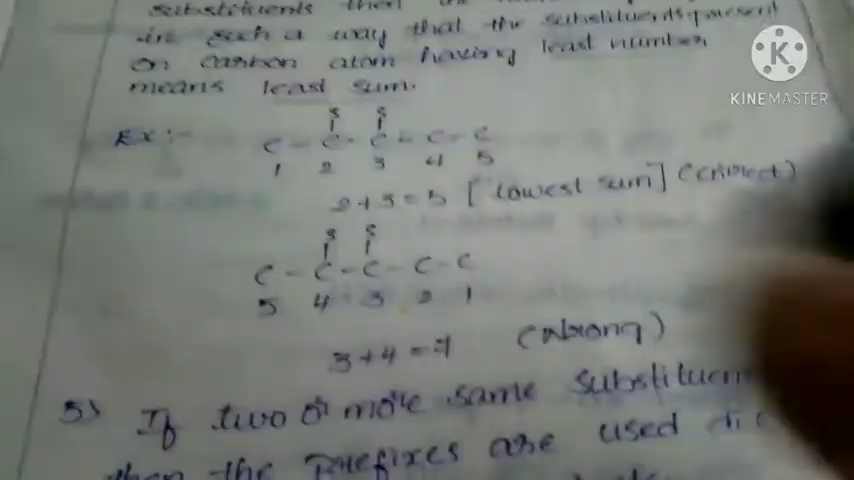 substituents then the
in such a way that the substituents present
on carbon atom having least number
means least sum.
K
KINEMASTER
S S
Ex:- C - C - C - C - C
1 2 3 4 5
2+3=5 [lowest sum] (correct)
S S
C - C - C - C - C
5 4 3 2 1
3+4=7 (wrong)
5) If two or more same
then the Prefixes are used